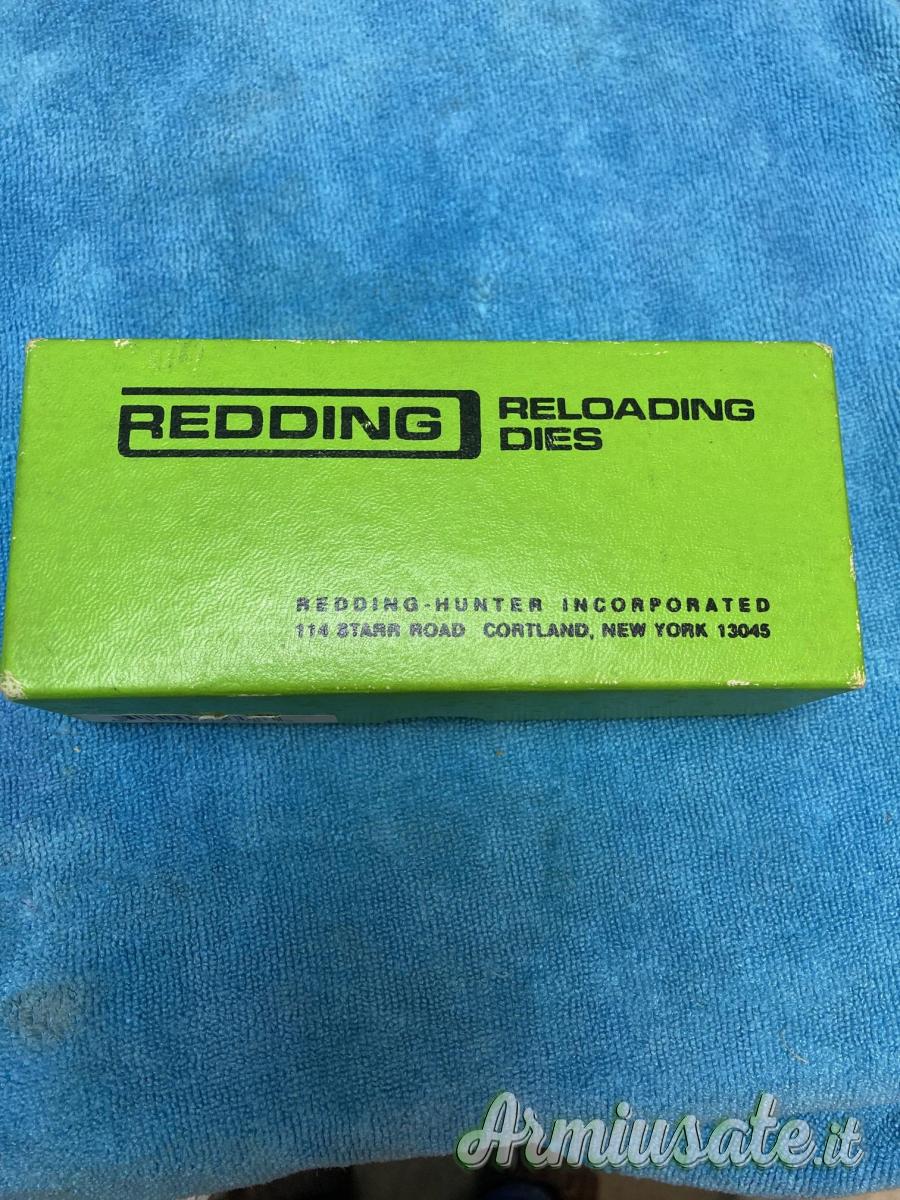 REDDING
RELOADING
DIES
REDDING-HUNTER INCORPORATED
114 STARR ROAD CORTLAND, NEW YORK 13045
Armiusate.it